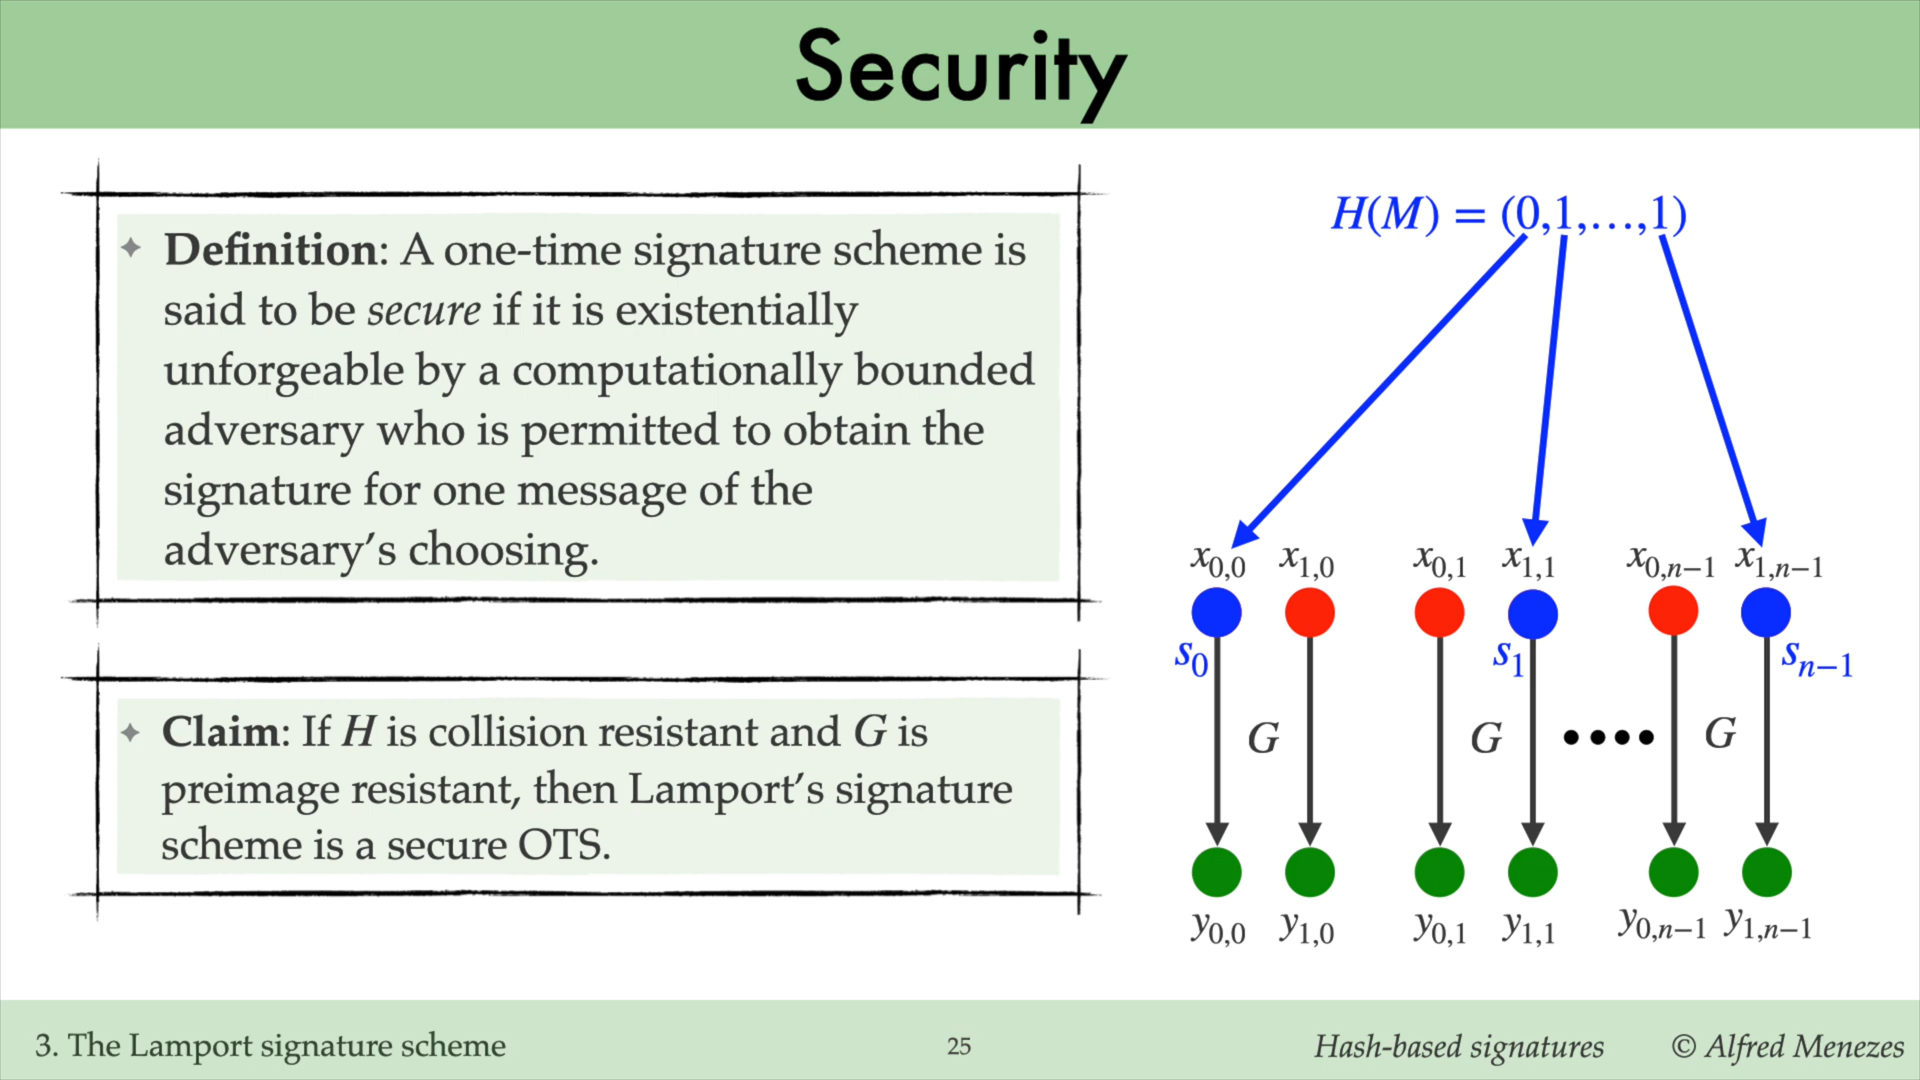 Security
✦ Definition: A one-time signature scheme is
said to be secure if it is existentially
unforgeable by a computationally bounded
adversary who is permitted to obtain the
signature for one message of the
adversary’s choosing.
✦ Claim: If H is collision resistant and G is
preimage resistant, then Lamport’s signature
scheme is a secure OTS.
H(M) = (0,1,…,1)
x0,0 x1,0 x0,1 x1,1 x0,n−1 x1,n−1
s0 s1 sn−1
G G G
y0,0 y1,0 y0,1 y1,1 y0,n−1 y1,n−1
3. The Lamport signature scheme 25 Hash-based signatures © Alfred Menezes